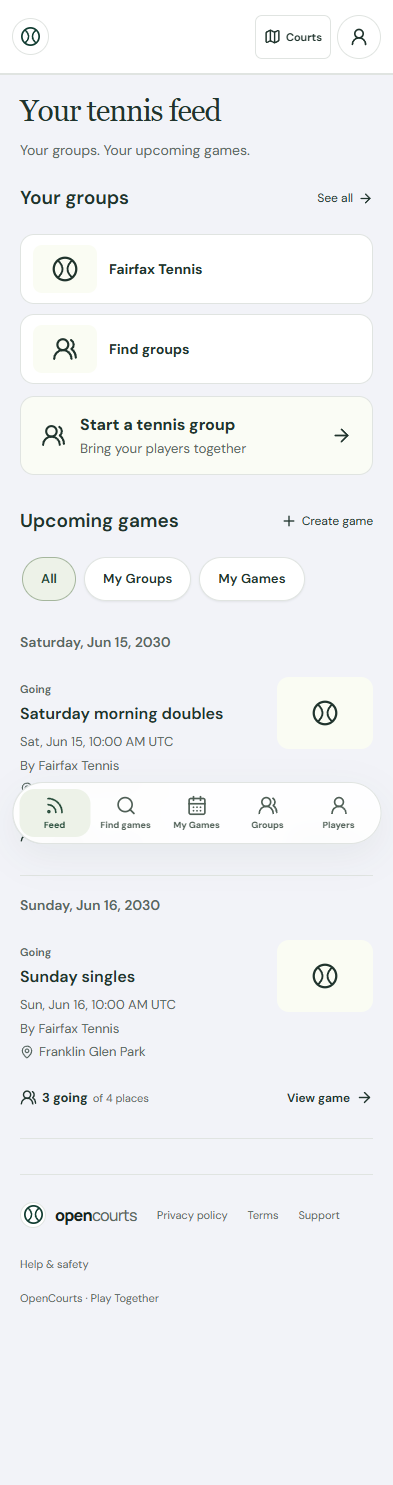 Courts
Your tennis feed
Your groups. Your upcoming games.
Your groups
See all
Fairfax Tennis
Find groups
Start a tennis group
Bring your players together
Upcoming games
Create game
All
My Groups
My Games
Saturday, Jun 15, 2030
Going
Saturday morning doubles
Sat, Jun 15, 10:00 AM UTC
By Fairfax Tennis
Feed
Find games
My Games
Groups
Players
Sunday, Jun 16, 2030
Going
Sunday singles
Sun, Jun 16, 10:00 AM UTC
By Fairfax Tennis
Franklin Glen Park
3 going of 4 places
View game
opencourts
Privacy policy
Terms
Support
Help & safety
OpenCourts · Play Together